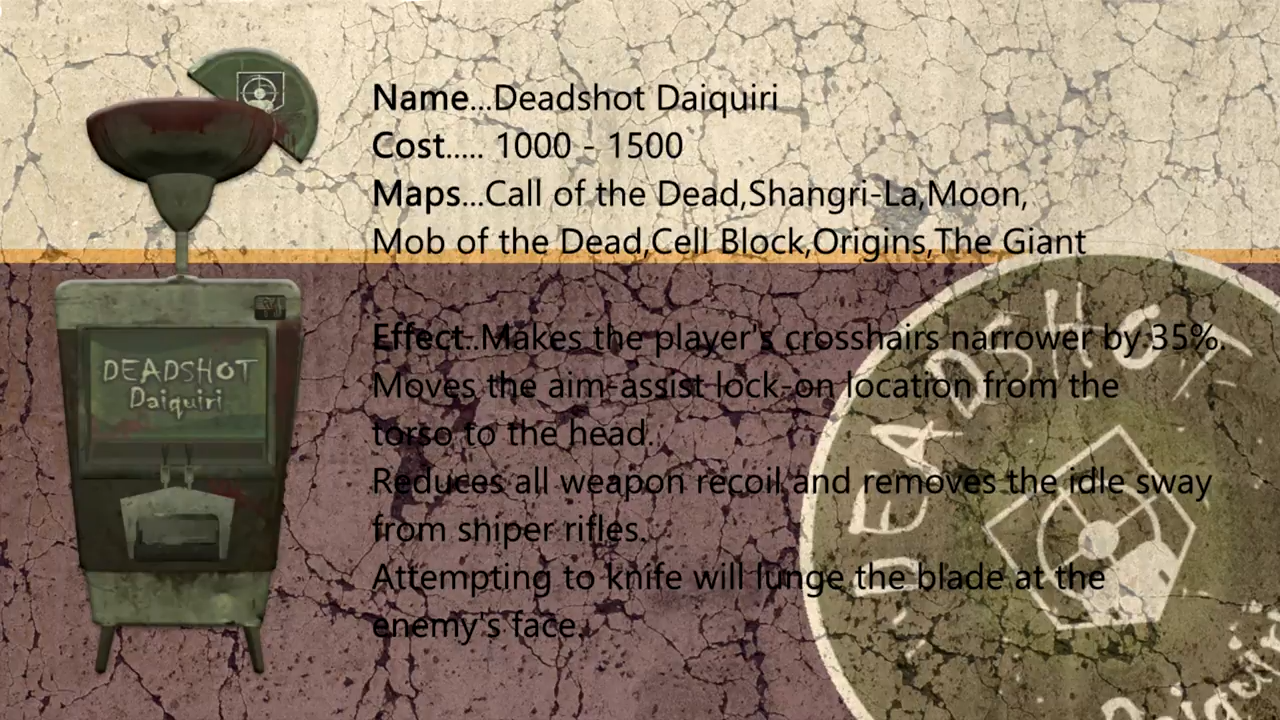 Name...Deadshot Daiquiri
Cost..... 1000 - 1500
Maps...Call of the Dead,Shangri-La,Moon,
Mob of the Dead,Cell Block,Origins,The Giant
Effect..Makes the player's crosshairs narrower by 35%.
Moves the aim-assist lock-on location from the
torso to the head.
Reduces all weapon recoil and removes the idle sway
from sniper rifles.
Attempting to knife will lunge the blade at the
enemy's face.
DEADSHOT
Daiquiri
DEADSHOT
Daiquiri